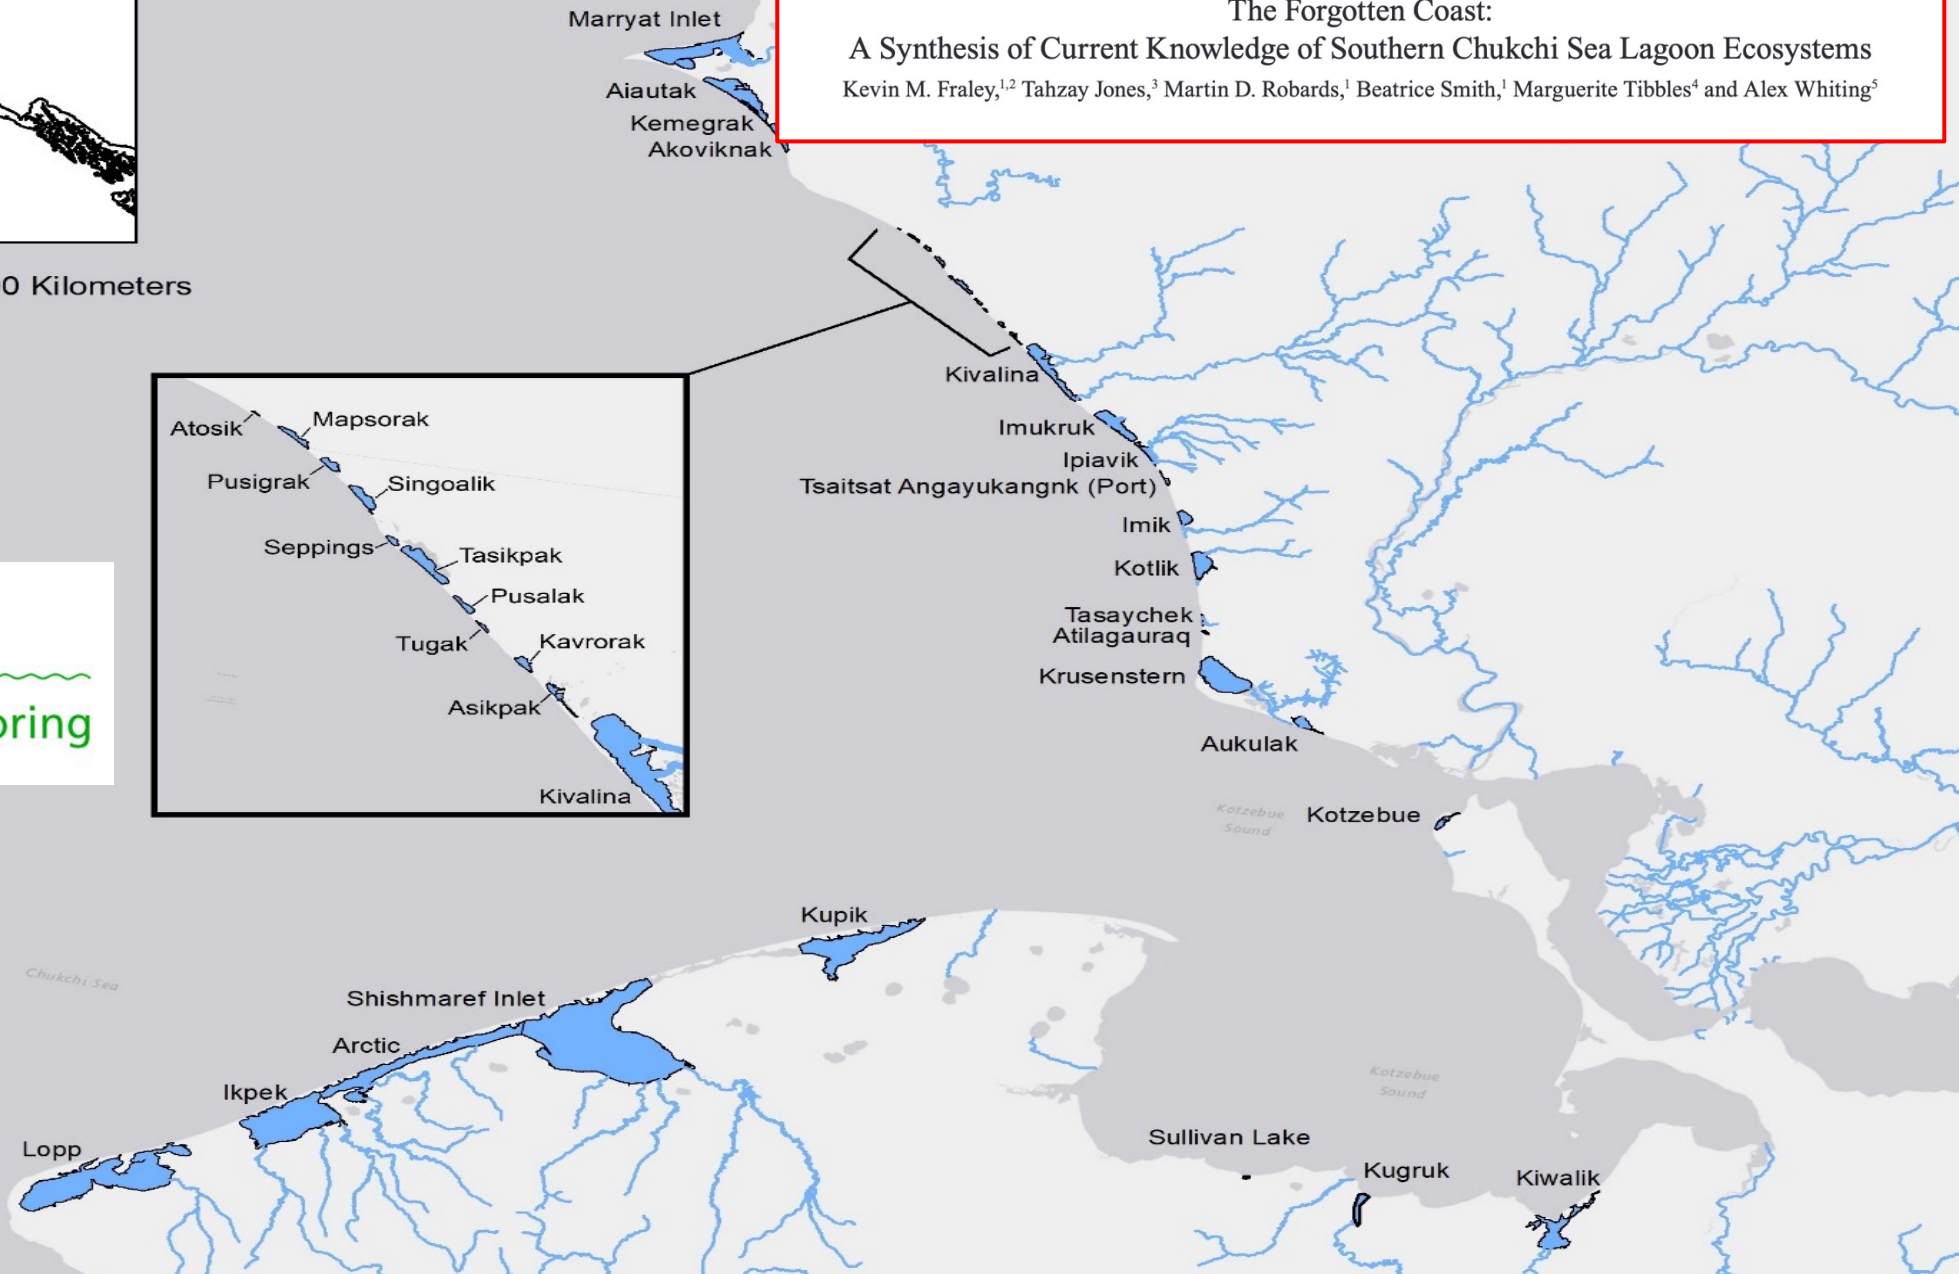 The Forgotten Coast:
A Synthesis of Current Knowledge of Southern Chukchi Sea Lagoon Ecosystems
Kevin M. Fraley,1,2 Tahzay Jones,3 Martin D. Robards,1 Beatrice Smith,1 Marguerite Tibbles4 and Alex Whiting5
Marryat Inlet
Aiautak
Kemegrak
Akoviknak
0 Kilometers
Kivalina
Imukruk
Ipiavik
Tsaitsat Angayukangnk (Port)
Imik
Kotlik
Tasaychek
Atilagauraq
Krusenstern
Aukulak
Atosik
Mapsorak
Pusigrak
Singoalik
Seppings
Tasikpak
Pusalak
Tugak
Kavrorak
Asikpak
Kivalina
oring
Kotzebue
Sound
Kotzebue
Kupik
Chukchi Sea
Shishmaref Inlet
Arctic
Ikpek
Lopp
Kotzebue
Sound
Sullivan Lake
Kugruk
Kiwalik